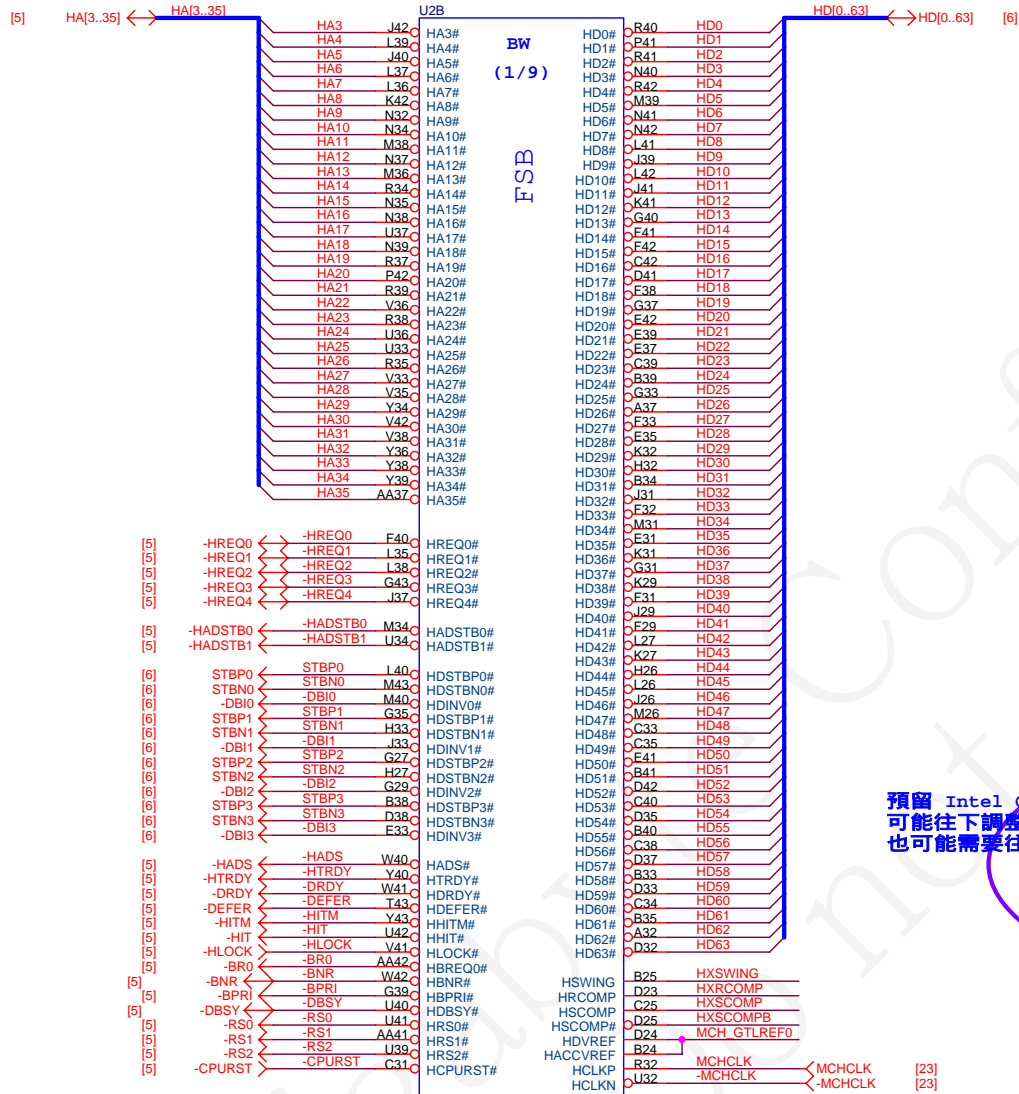 [5] HA[3..35] HA[3..35] U2B HD[0..63] HD[0..63] [6]
BW
(1/9)
FSB
HA3 J42 HA3#
HA4 L39 HA4#
HA5 J40 HA5#
HA6 L37 HA6#
HA7 L36 HA7#
HA8 K42 HA8#
HA9 N32 HA9#
HA10 N34 HA10#
HA11 M38 HA11#
HA12 N37 HA12#
HA13 M36 HA13#
HA14 R34 HA14#
HA15 N35 HA15#
HA16 N38 HA16#
HA17 U37 HA17#
HA18 N39 HA18#
HA19 R37 HA19#
HA20 P42 HA20#
HA21 R39 HA21#
HA22 V36 HA22#
HA23 R38 HA23#
HA24 U36 HA24#
HA25 U33 HA25#
HA26 R35 HA26#
HA27 V33 HA27#
HA28 V35 HA28#
HA29 Y34 HA29#
HA30 V42 HA30#
HA31 V38 HA31#
HA32 Y36 HA32#
HA33 Y38 HA33#
HA34 Y39 HA34#
HA35 AA37 HA35#
[5] -HREQ0 -HREQ0 F40 HREQ0#
[5] -HREQ1 -HREQ1 L35 HREQ1#
[5] -HREQ2 -HREQ2 L38 HREQ2#
[5] -HREQ3 -HREQ3 G43 HREQ3#
[5] -HREQ4 -HREQ4 J37 HREQ4#
[5] -HADSTB0 -HADSTB0 M34 HADSTB0#
[5] -HADSTB1 -HADSTB1 U34 HADSTB1#
[6] STBP0 STBP0 L40 HDSTBP0#
[6] STBN0 STBN0 M43 HDSTBN0#
[6] -DBI0 -DBI0 M40 HDINV0#
[6] STBP1 STBP1 G35 HDSTBP1#
[6] STBN1 STBN1 H33 HDSTBN1#
[6] -DBI1 -DBI1 J33 HDINV1#
[6] STBP2 STBP2 G27 HDSTBP2#
[6] STBN2 STBN2 H27 HDSTBN2#
[6] -DBI2 -DBI2 G29 HDINV2#
[6] STBP3 STBP3 B38 HDSTBP3#
[6] STBN3 STBN3 D38 HDSTBN3#
[6] -DBI3 -DBI3 E33 HDINV3#
[5] -HADS -HADS W40 HADS#
[5] -HTRDY -HTRDY Y40 HTRDY#
[5] -DRDY -DRDY W41 HDRDY#
[5] -DEFER -DEFER T43 HDEFER#
[5] -HITM -HITM Y43 HHITM#
[5] -HIT -HIT U42 HHIT#
[5] -HLOCK -HLOCK V41 HLOCK#
[5] -BR0 -BR0 AA42 HBREQ0#
[5] -BNR -BNR W42 HBNR#
[5] -BPRI -BPRI G39 HBPRI#
[5] -DBSY -DBSY U40 HDBSY#
[5] -RS0 -RS0 U41 HRS0#
[5] -RS1 -RS1 AA41 HRS1#
[5] -RS2 -RS2 U39 HRS2#
[5] -CPURST -CPURST C31 HCPURST#
HD0# R40 HD0
HD1# P41 HD1
HD2# R41 HD2
HD3# N40 HD3
HD4# R42 HD4
HD5# M39 HD5
HD6# N41 HD6
HD7# N42 HD7
HD8# L41 HD8
HD9# J39 HD9
HD10# L42 HD10
HD11# J41 HD11
HD12# K41 HD12
HD13# G40 HD13
HD14# F41 HD14
HD15# F42 HD15
HD16# C42 HD16
HD17# D41 HD17
HD18# F38 HD18
HD19# G37 HD19
HD20# E42 HD20
HD21# E39 HD21
HD22# E37 HD22
HD23# C39 HD23
HD24# B39 HD24
HD25# G33 HD25
HD26# A37 HD26
HD27# F33 HD27
HD28# E35 HD28
HD29# K32 HD29
HD30# H32 HD30
HD31# B34 HD31
HD32# J31 HD32
HD33# F32 HD33
HD34# M31 HD34
HD35# E31 HD35
HD36# K31 HD36
HD37# G31 HD37
HD38# K29 HD38
HD39# F31 HD39
HD40# J29 HD40
HD41# F29 HD41
HD42# L27 HD42
HD43# K27 HD43
HD44# H26 HD44
HD45# L26 HD45
HD46# J26 HD46
HD47# M26 HD47
HD48# C33 HD48
HD49# C35 HD49
HD50# E41 HD50
HD51# B41 HD51
HD52# D42 HD52
HD53# C40 HD53
HD54# D35 HD54
HD55# B40 HD55
HD56# C38 HD56
HD57# D37 HD57
HD58# B33 HD58
HD59# D33 HD59
HD60# C34 HD60
HD61# B35 HD61
HD62# A32 HD62
HD63# D32 HD63
HSWING B25 HXSWING
HRCOMP D23 HXRCOMP
HSCOMP C25 HXSCOMP
HSCOMP# D25 HXSCOMPB
HDVREF D24 MCH_GTLREF0
HACCVREF B24
HCLKP R32 MCHCLK MCHCLK [23]
HCLKN U32 -MCHCLK -MCHCLK [23]
預留 Intel
可能往下調整
也可能需要往